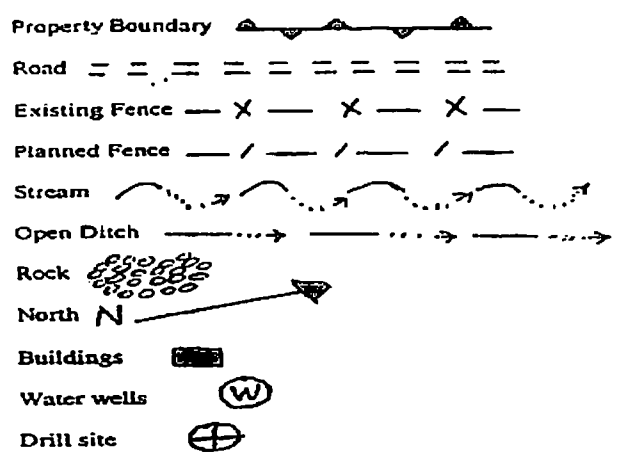 Property Boundary
Road
Existing Fence
Planned Fence
Stream
Open Ditch
Rock
North N
Buildings
Water wells W
Drill site